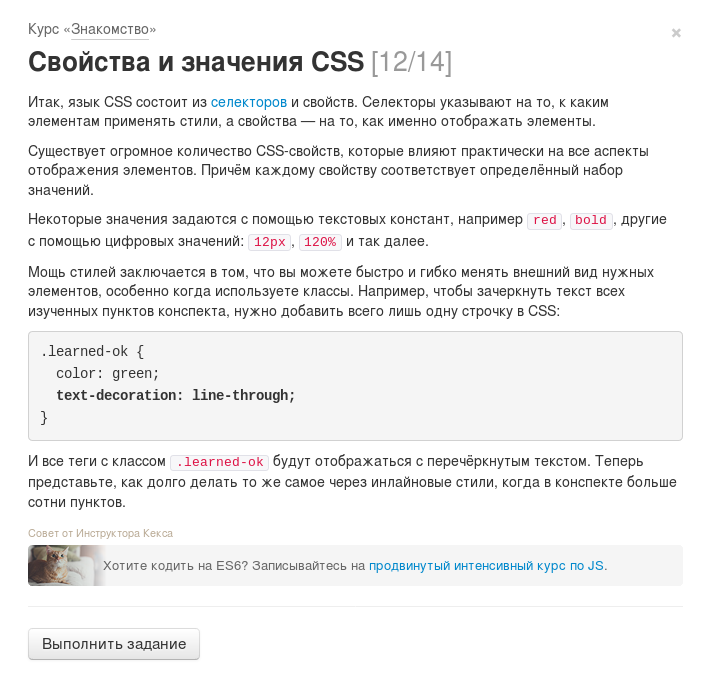 Курс «Знакомство»
×
Свойства и значения CSS [12/14]
Итак, язык CSS состоит из селекторов и свойств. Селекторы указывают на то, к каким
элементам применять стили, а свойства — на то, как именно отображать элементы.
Существует огромное количество CSS-свойств, которые влияют практически на все аспекты
отображения элементов. Причём каждому свойству соответствует определённый набор
значений.
Некоторые значения задаются с помощью текстовых констант, например red, bold, другие
с помощью цифровых значений: 12px, 120% и так далее.
Мощь стилей заключается в том, что вы можете быстро и гибко менять внешний вид нужных
элементов, особенно когда используете классы. Например, чтобы зачеркнуть текст всех
изученных пунктов конспекта, нужно добавить всего лишь одну строчку в CSS:
.learned-ok {
  color: green;
  text-decoration: line-through;
}
И все теги с классом .learned-ok будут отображаться с перечёркнутым текстом. Теперь
представьте, как долго делать то же самое через инлайновые стили, когда в конспекте больше
сотни пунктов.
Совет от Инструктора Кекса
Хотите кодить на ES6? Записывайтесь на продвинутый интенсивный курс по JS.
Выполнить задание